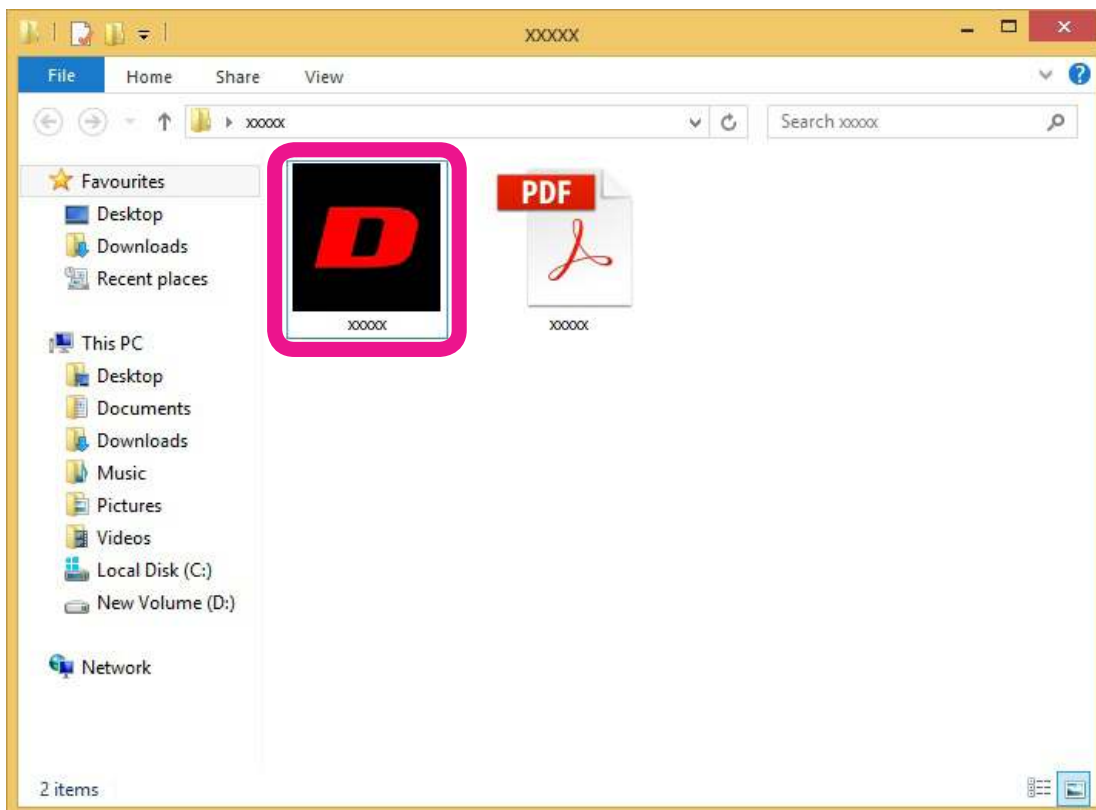 xxxxx
File Home Share View
xxxxx
Search xxxxx
Favourites
Desktop
Downloads
Recent places
This PC
Desktop
Documents
Downloads
Music
Pictures
Videos
Local Disk (C:)
New Volume (D:)
Network
D
xxxxx
PDF
xxxxx
2 items